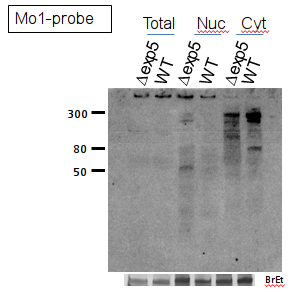 Mo1-probe
Total Nuc Cyt
Δexp5 WT Δexp5 WT Δexp5 WT
300
80
50
BrEt